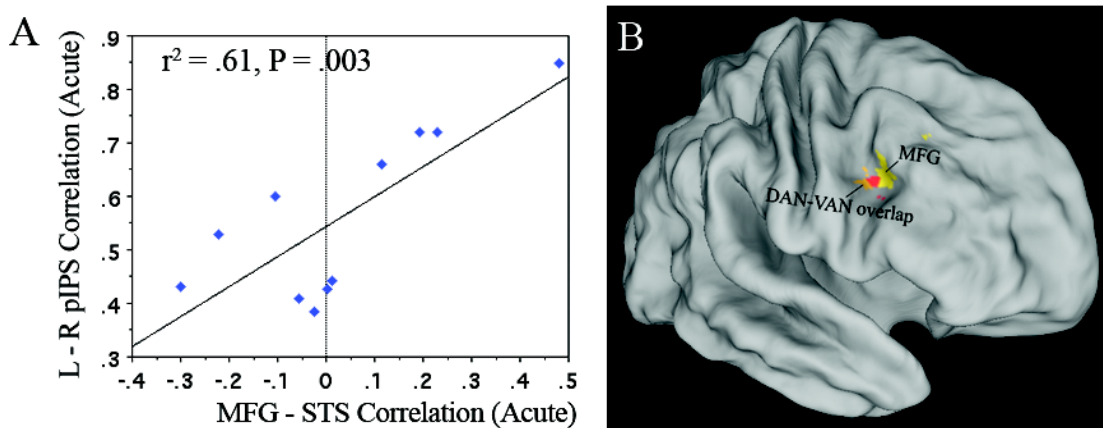 A
r² = .61, P = .003
L - R pIPS Correlation (Acute)
.9
.8
.7
.6
.5
.4
.3
-.4 -.3 -.2 -.1 0 .1 .2 .3 .4 .5
MFG - STS Correlation (Acute)
B
MFG
DAN-VAN overlap